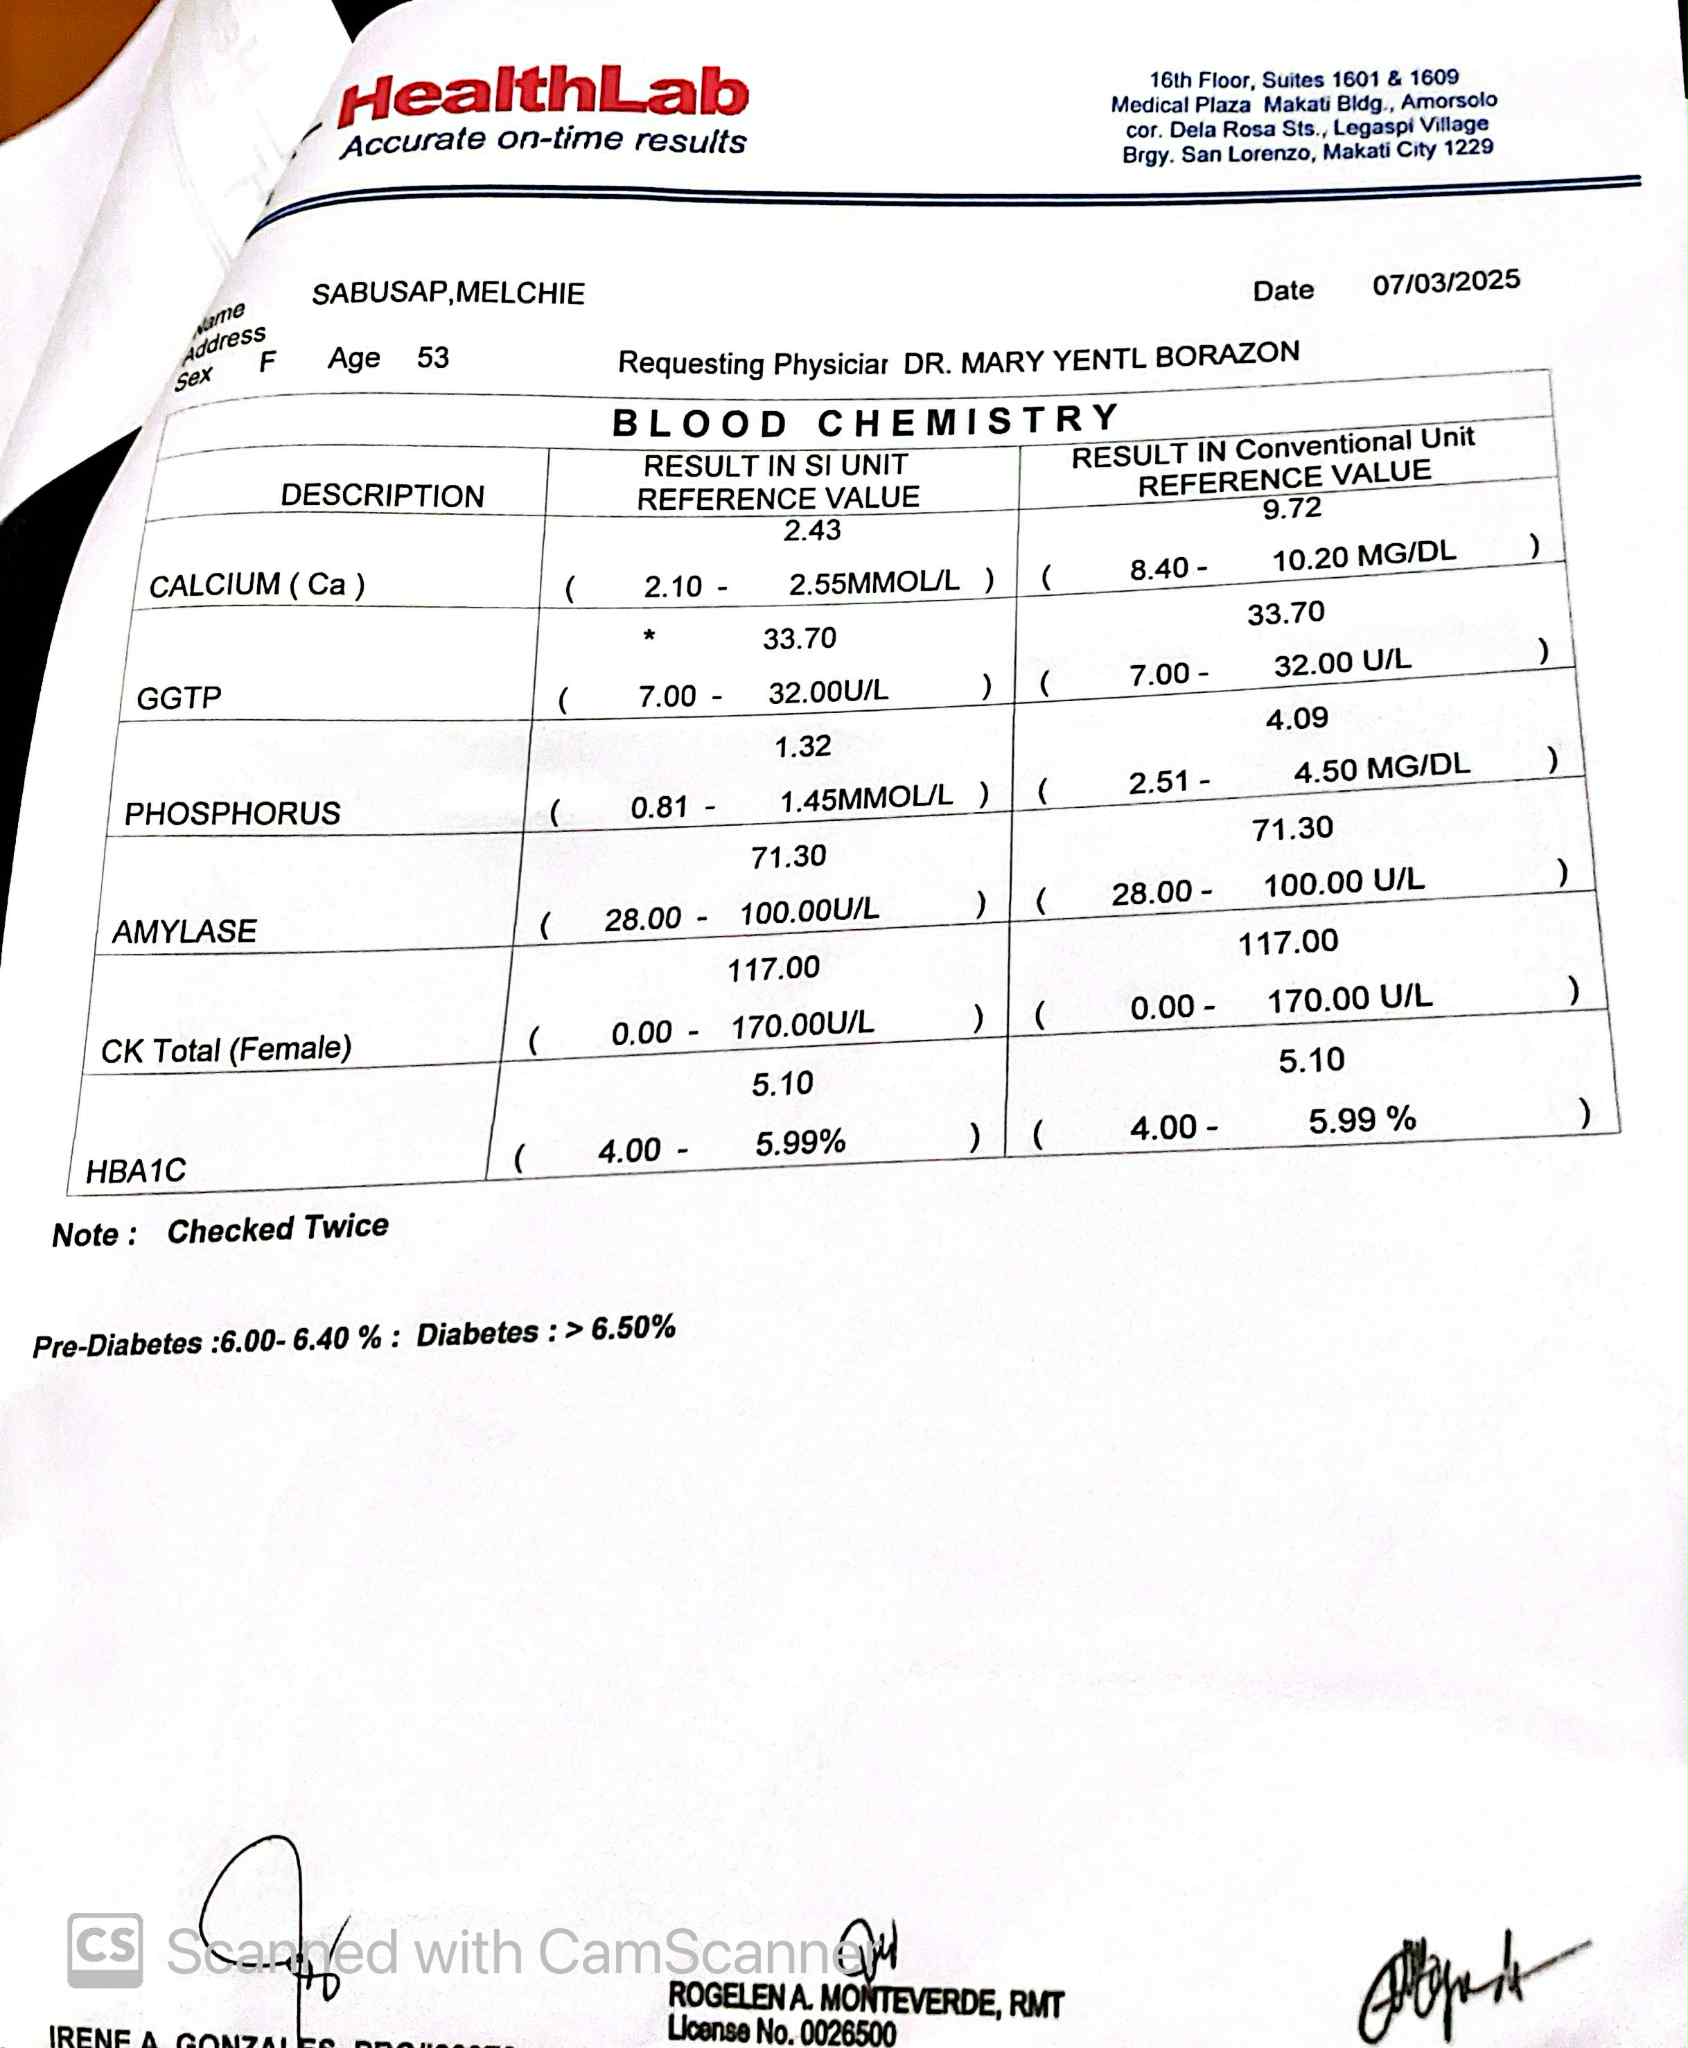 HealthLab
Accurate on-time results
16th Floor, Suites 1601 & 1609
Medical Plaza Makati Bldg., Amorsolo
cor. Dela Rosa Sts., Legaspi Village
Brgy. San Lorenzo, Makati City 1229
Name SABUSAP,MELCHIE Date 07/03/2025
Address
Sex F Age 53 Requesting Physiciar DR. MARY YENTL BORAZON
BLOOD CHEMISTRY
DESCRIPTION
RESULT IN SI UNIT
REFERENCE VALUE
RESULT IN Conventional Unit
REFERENCE VALUE
2.43 9.72
CALCIUM ( Ca ) ( 2.10 - 2.55MMOL/L ) ( 8.40 - 10.20 MG/DL )
* 33.70 33.70
GGTP ( 7.00 - 32.00U/L ) ( 7.00 - 32.00 U/L )
1.32 4.09
PHOSPHORUS ( 0.81 - 1.45MMOL/L ) ( 2.51 - 4.50 MG/DL )
71.30 71.30
AMYLASE ( 28.00 - 100.00U/L ) ( 28.00 - 100.00 U/L )
117.00 117.00
CK Total (Female) ( 0.00 - 170.00U/L ) ( 0.00 - 170.00 U/L )
5.10 5.10
HBA1C ( 4.00 - 5.99% ) ( 4.00 - 5.99 % )
Note : Checked Twice
Pre-Diabetes :6.00- 6.40 % : Diabetes : > 6.50%
CS Scanned with CamScanner
ROGELEN A. MONTEVERDE, RMT
License No. 0026500
IRENE A. GONZALES